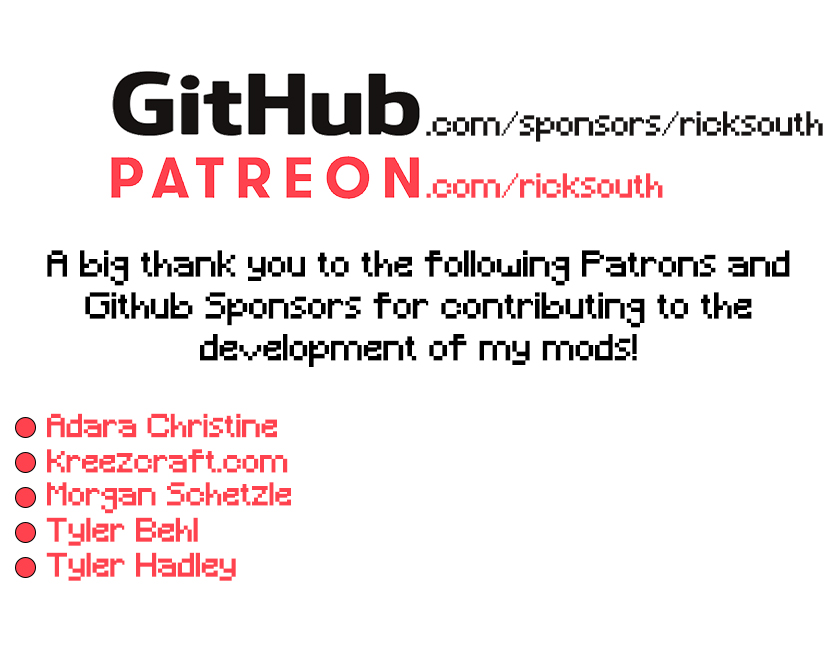 GitHub.com/sponsors/ricksouth
PATREON.com/ricksouth
A big thank you to the following Patrons and
Github Sponsors for contributing to the
development of my mods!
Adara Christine
kreezcraft.com
Morgan Schetzle
Tyler Behl
Tyler Hadley